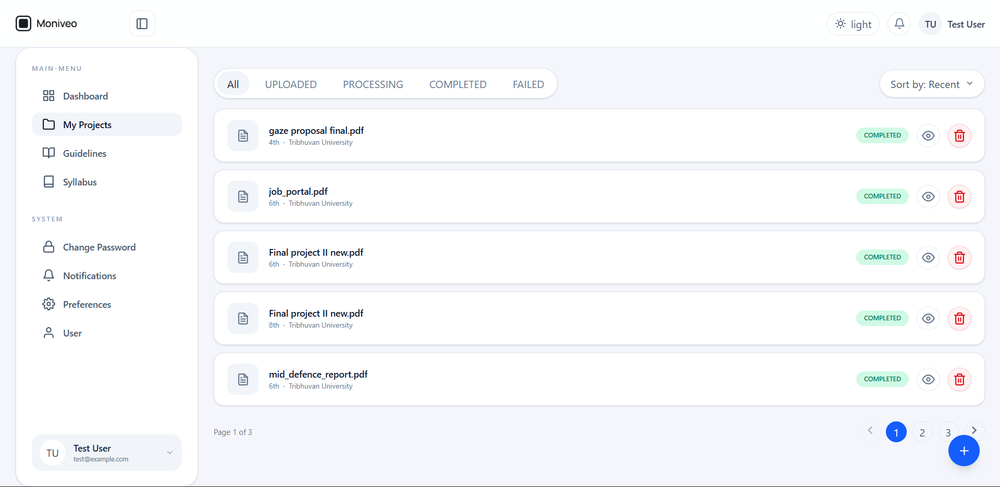 Moniveo
light
TU
Test User
MAIN-MENU
Dashboard
My Projects
Guidelines
Syllabus
SYSTEM
Change Password
Notifications
Preferences
User
TU
Test User
test@example.com
All UPLOADED PROCESSING COMPLETED FAILED
Sort by: Recent
gaze proposal final.pdf
4th · Tribhuvan University
COMPLETED
job_portal.pdf
6th · Tribhuvan University
COMPLETED
Final project II new.pdf
6th · Tribhuvan University
COMPLETED
Final project II new.pdf
8th · Tribhuvan University
COMPLETED
mid_defence_report.pdf
6th · Tribhuvan University
COMPLETED
Page 1 of 3
1 2 3